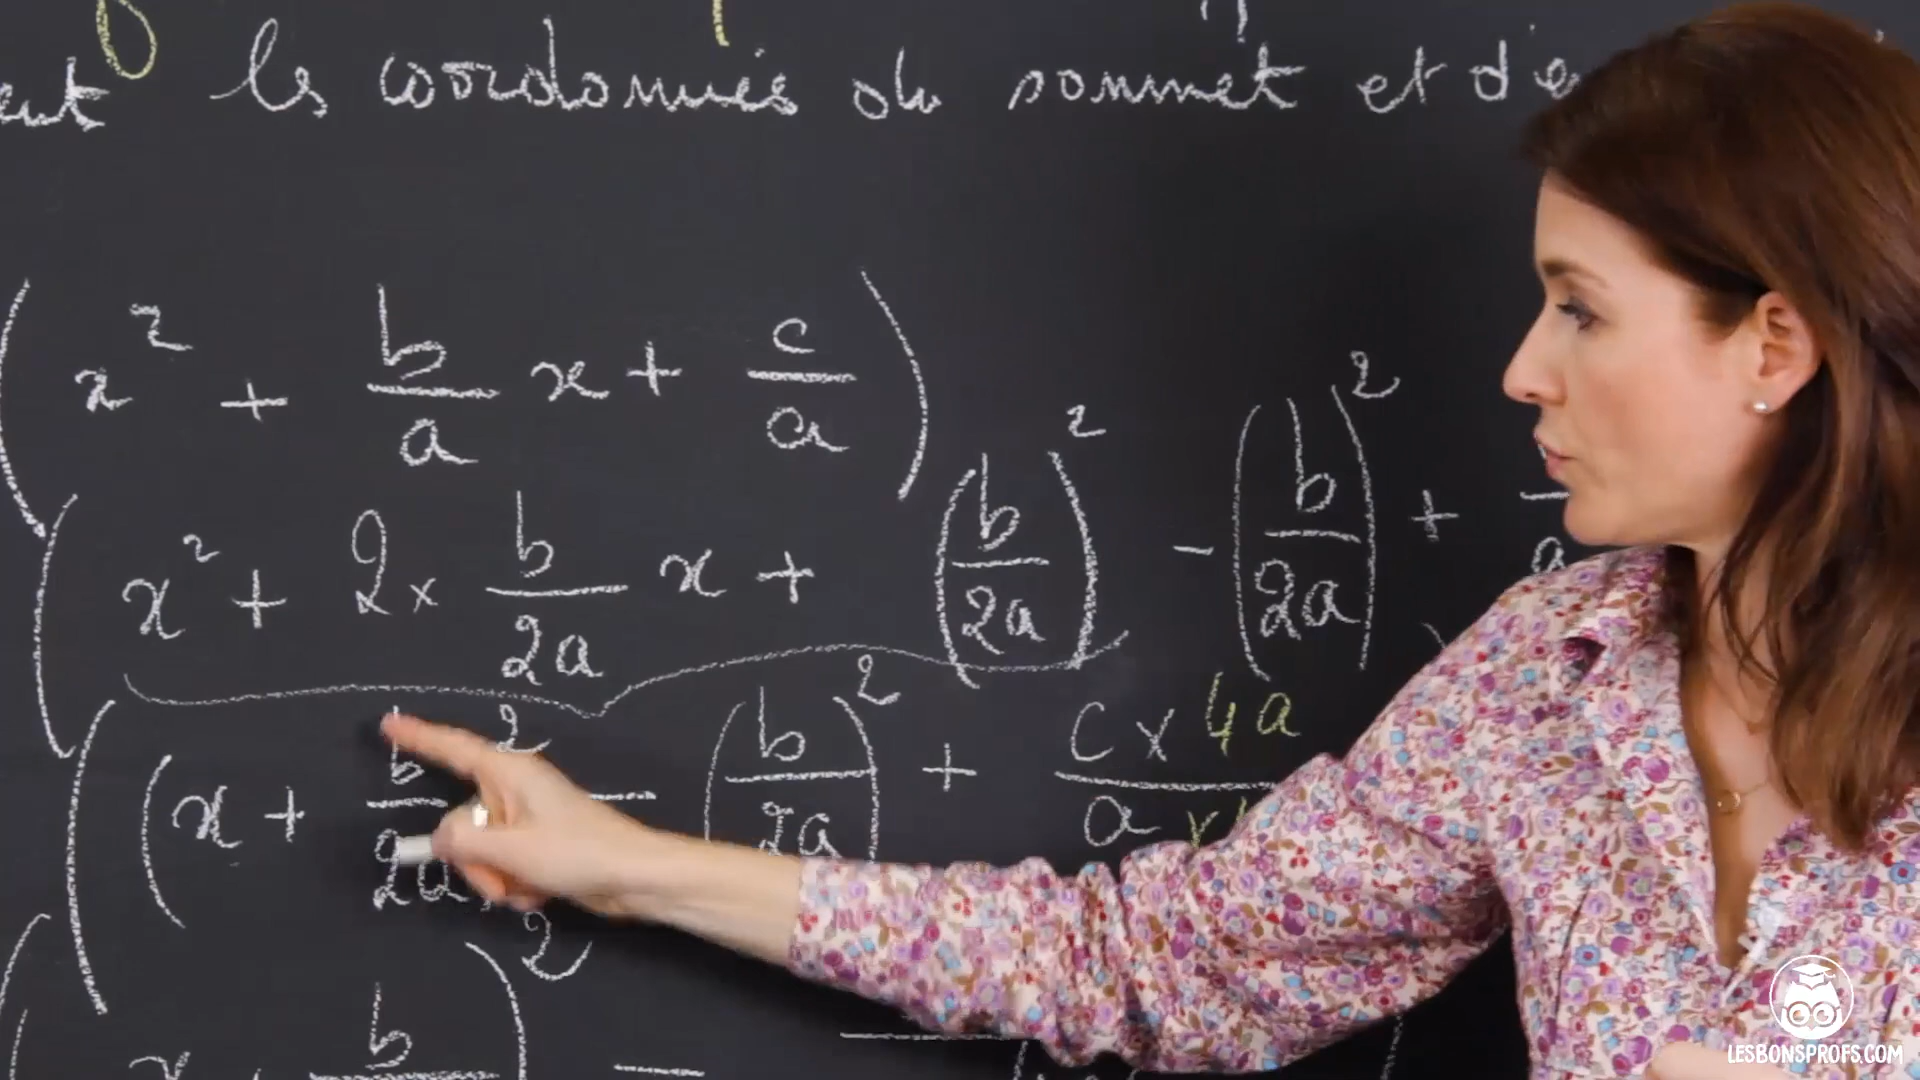 les coordonnées du sommet et
( x² + b/a x + c/a )
( x² + 2 × b/2a x + (b/2a)² - (b/2a)² +
( ( x + b/2a )² - (b/2a)² + c × 4a / a ×
( x + b )² -
LESBONSPROFS.COM